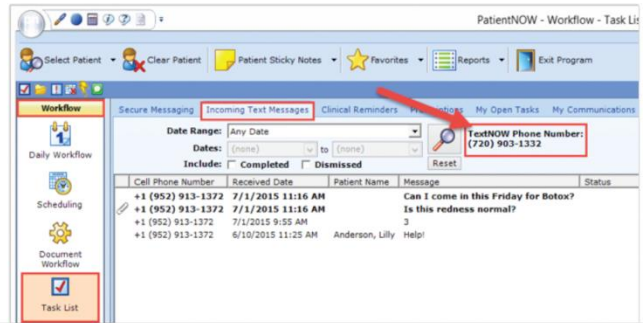 PatientNOW - Workflow - Task Lis
Select Patient Clear Patient Patient Sticky Notes Favorites Reports Exit Program
Workflow
Secure Messaging Incoming Text Messages Clinical Reminders My Open Tasks My Communications
Date Range: Any Date
TextNOW Phone Number:
(720) 903-1332
Dates: (none) to (none)
Include: Completed Dismissed Reset
Daily Workflow
Cell Phone Number Received Date Patient Name Message Status
+1 (952) 913-1372 7/1/2015 11:16 AM Can I come in this Friday for Botox?
+1 (952) 913-1372 7/1/2015 11:16 AM Is this redness normal?
+1 (952) 913-1372 7/1/2015 9:55 AM 3
+1 (952) 913-1372 6/10/2015 11:25 AM Anderson, Lilly Help!
Scheduling
Document
Workflow
Task List